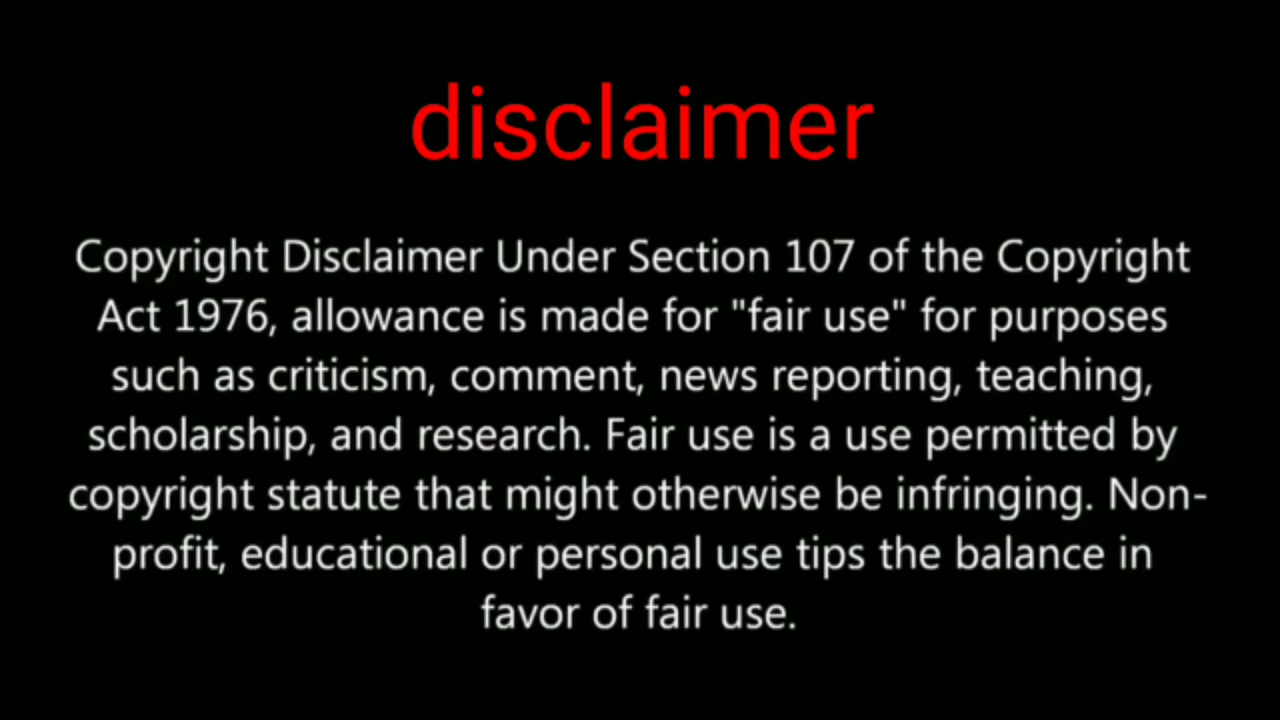 disclaimer
Copyright Disclaimer Under Section 107 of the Copyright
Act 1976, allowance is made for "fair use" for purposes
such as criticism, comment, news reporting, teaching,
scholarship, and research. Fair use is a use permitted by
copyright statute that might otherwise be infringing. Non-
profit, educational or personal use tips the balance in
favor of fair use.